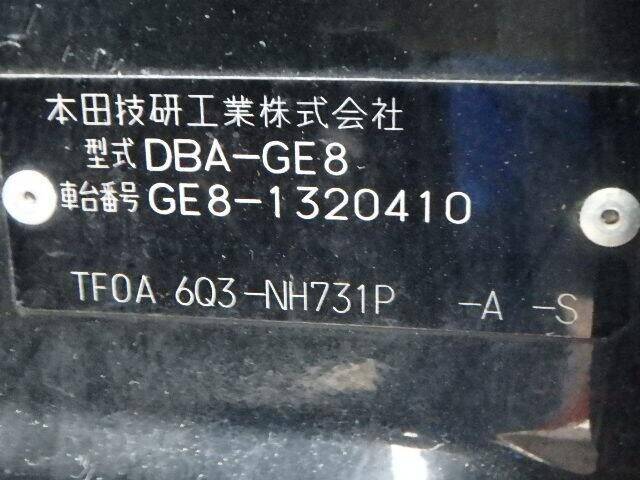 本田技研工業株式会社
型式 DBA-GE8
車台番号 GE8-1320410
TF0A 6Q3-NH731P -A -S